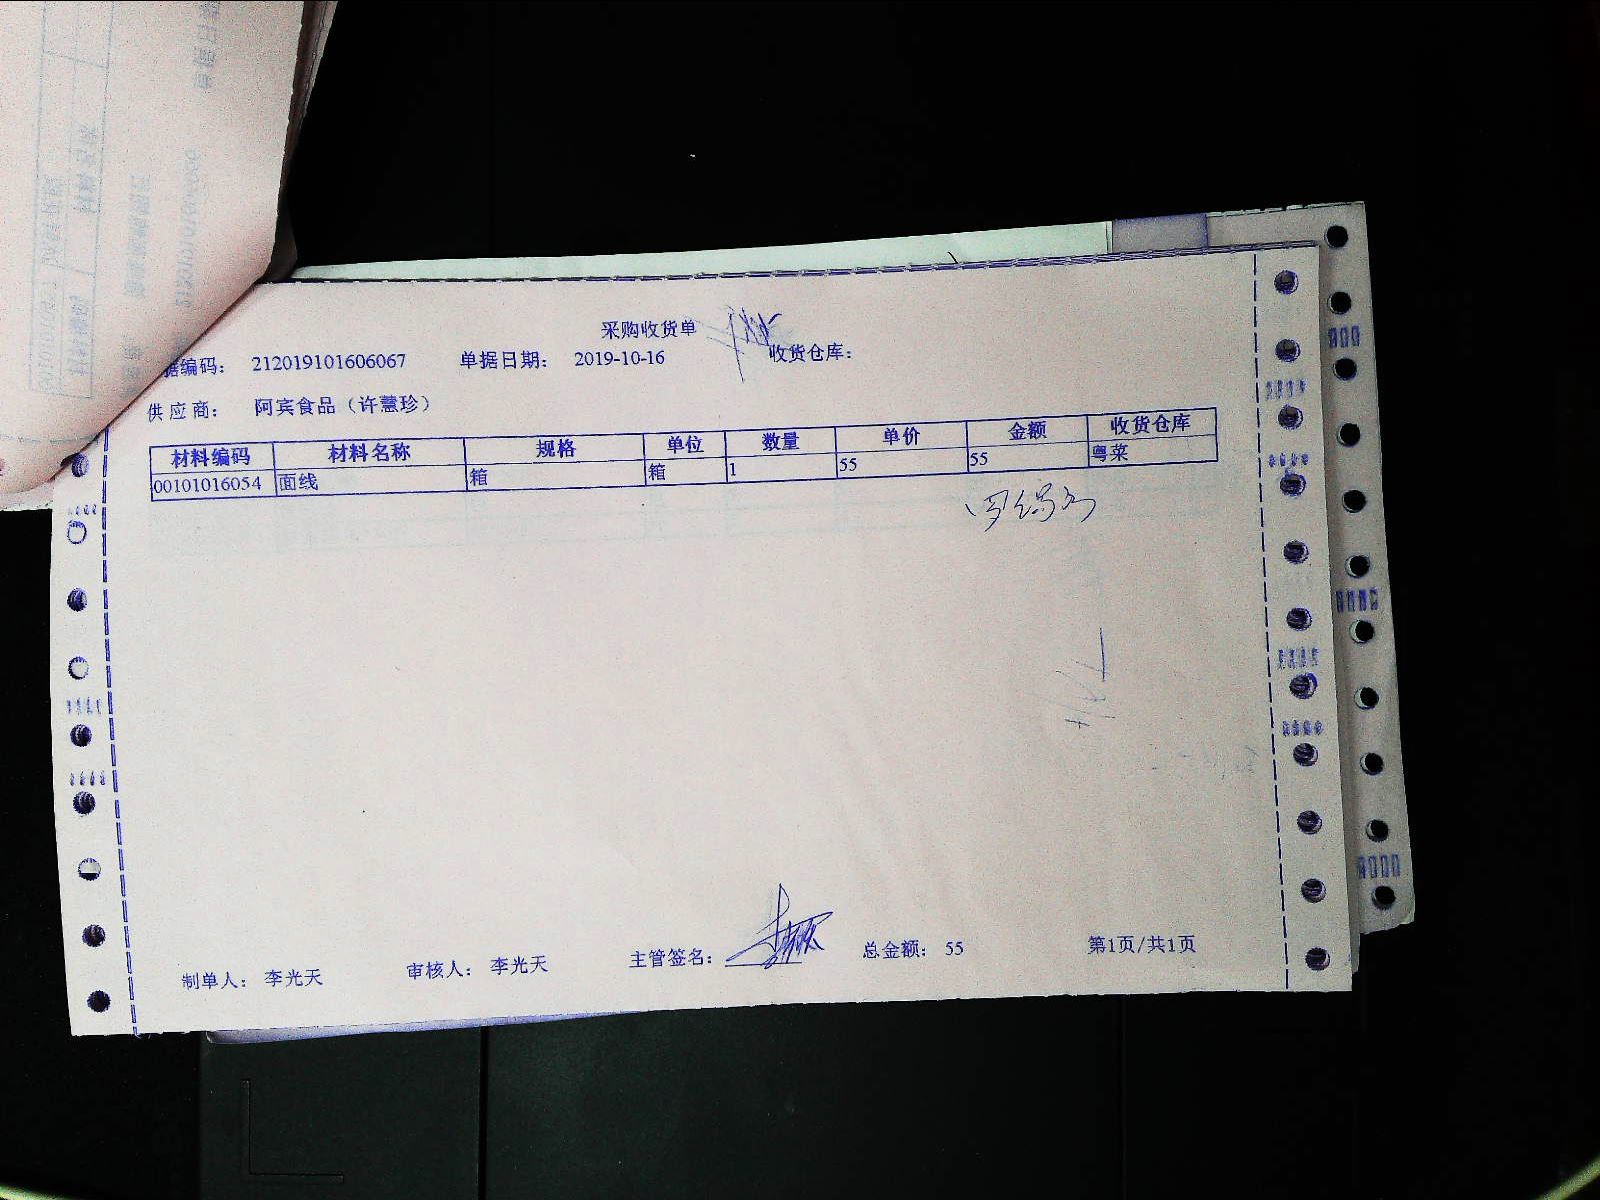 采购收货单
据编码： 212019101606067 单据日期： 2019-10-16 收货仓库：
供应商： 阿宾食品（许慧珍）
材料编码 材料名称 规格 单位 数量 单价 金额 收货仓库
00101016054 面线 箱 箱 1 55 55 粤菜
制单人： 李光天 审核人： 李光天 主管签名： 总金额： 55 第1页/共1页